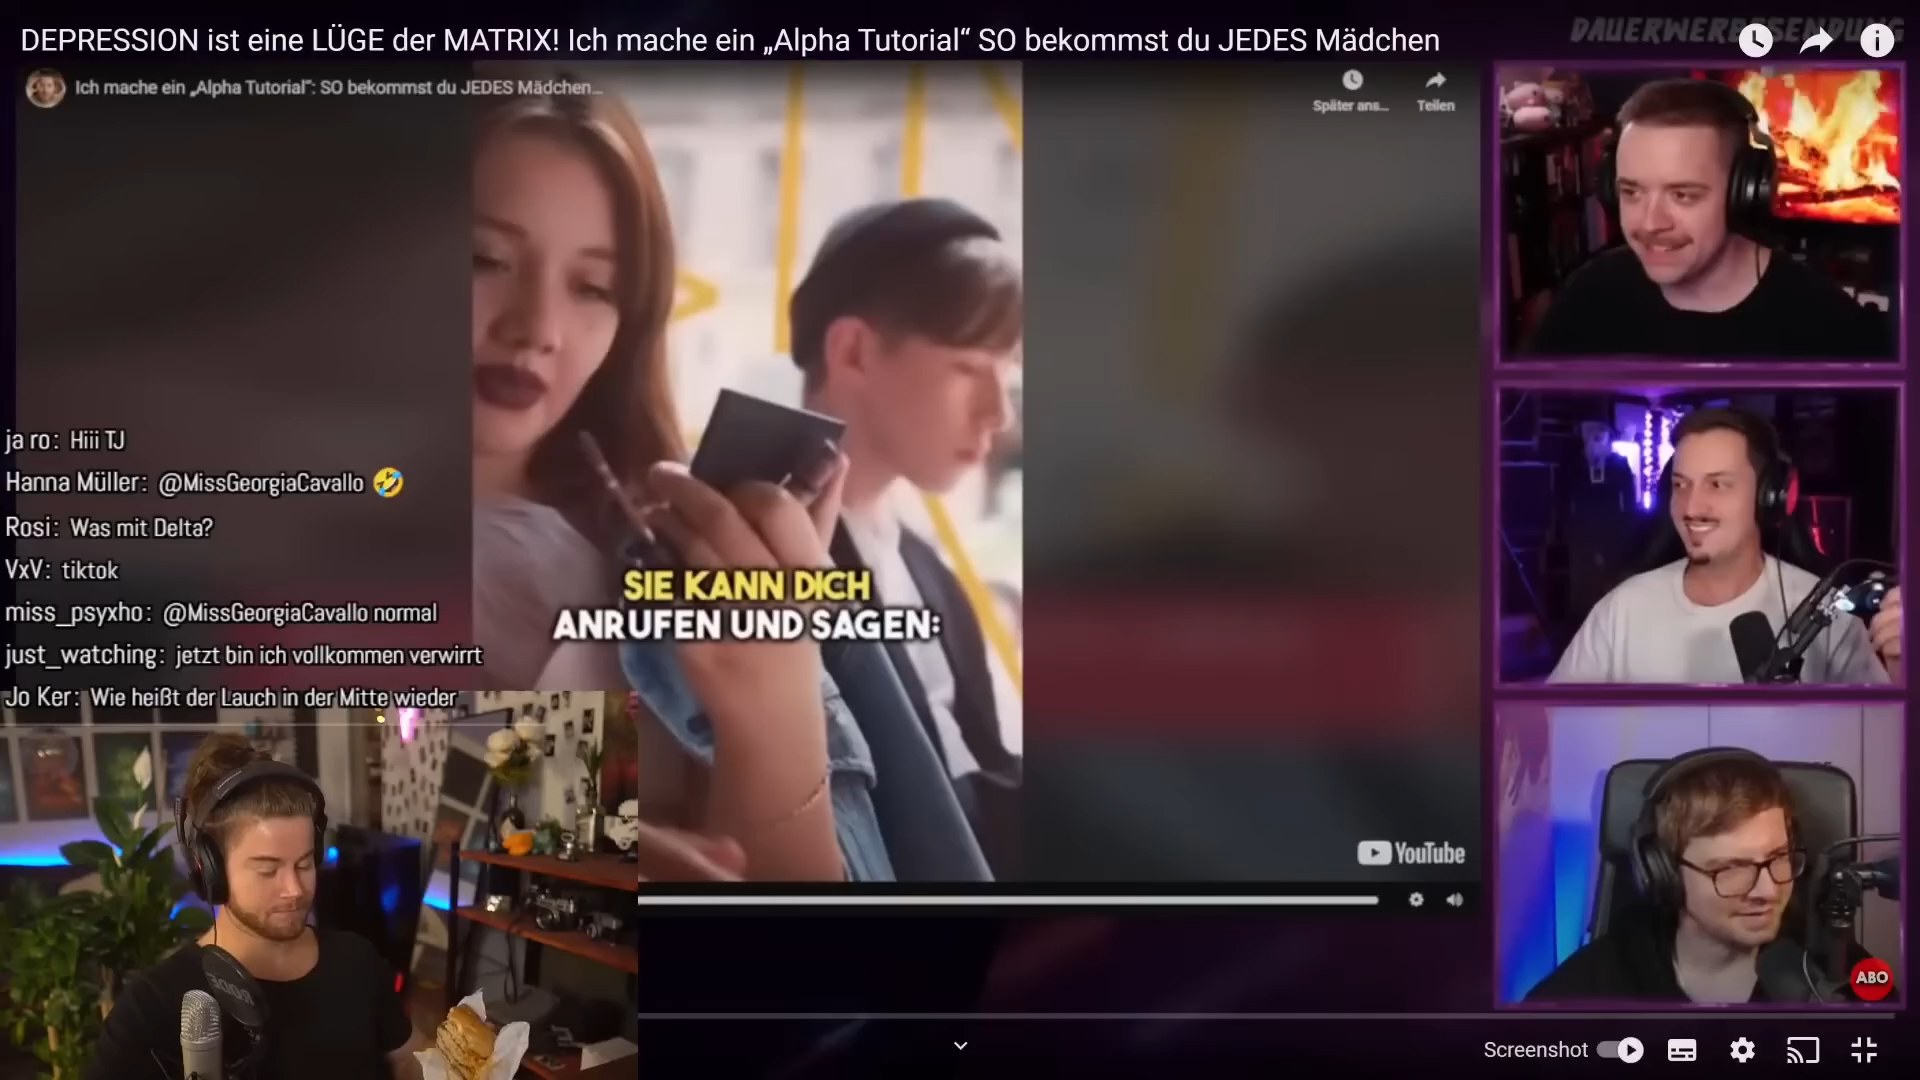 DAUERWERBESENDUNG
DEPRESSION ist eine LÜGE der MATRIX! Ich mache ein „Alpha Tutorial“ SO bekommst du JEDES Mädchen
Ich mache ein „Alpha Tutorial“: SO bekommst du JEDES Mädchen...
Später ans...
Teilen
ja ro: Hiii TJ
Hanna Müller: @MissGeorgiaCavallo 🤣
Rosi: Was mit Delta?
VxV: tiktok
miss_psyxho: @MissGeorgiaCavallo normal
just_watching: jetzt bin ich vollkommen verwirrt
Jo Ker: Wie heißt der Lauch in der Mitte wieder
SIE KANN DICH
ANRUFEN UND SAGEN:
YouTube
RODE
ABO
Screenshot